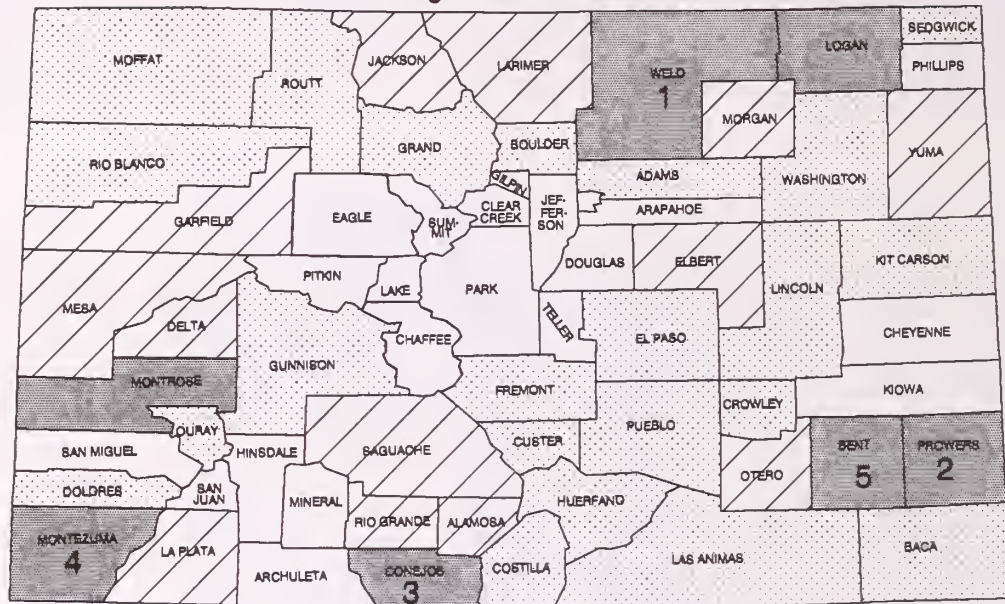 SEDGWICK
MOFFAT
ROUTT
JACKSON
LARIMER
WELD
1
LOGAN
PHILLIPS
MORGAN
YUMA
RIO BLANCO
GRAND
BOULDER
ADAMS
WASHINGTON
GILPIN
CLEAR
CREEK
JEF-
FER-
SON
ARAPAHOE
GARFIELD
EAGLE
SUM-
MIT
DOUGLAS
ELBERT
KIT CARSON
PITKIN
LAKE
PARK
LINCOLN
MESA
DELTA
CHAFFEE
TELLER
EL PASO
CHEYENNE
GUNNISON
MONTROSE
FREMONT
KIOWA
CROWLEY
OURAY
PUEBLO
SAN MIGUEL
HINSDALE
SAGUACHE
CUSTER
BENT
5
PROWERS
2
OTERO
DOLORES
SAN
JUAN
MINERAL
RIO GRANDE
ALAMOSA
HUERFANO
MONTEZUMA
4
LA PLATA
ARCHULETA
CONEJOS
3
COSTILLA
LAS ANIMAS
BACA